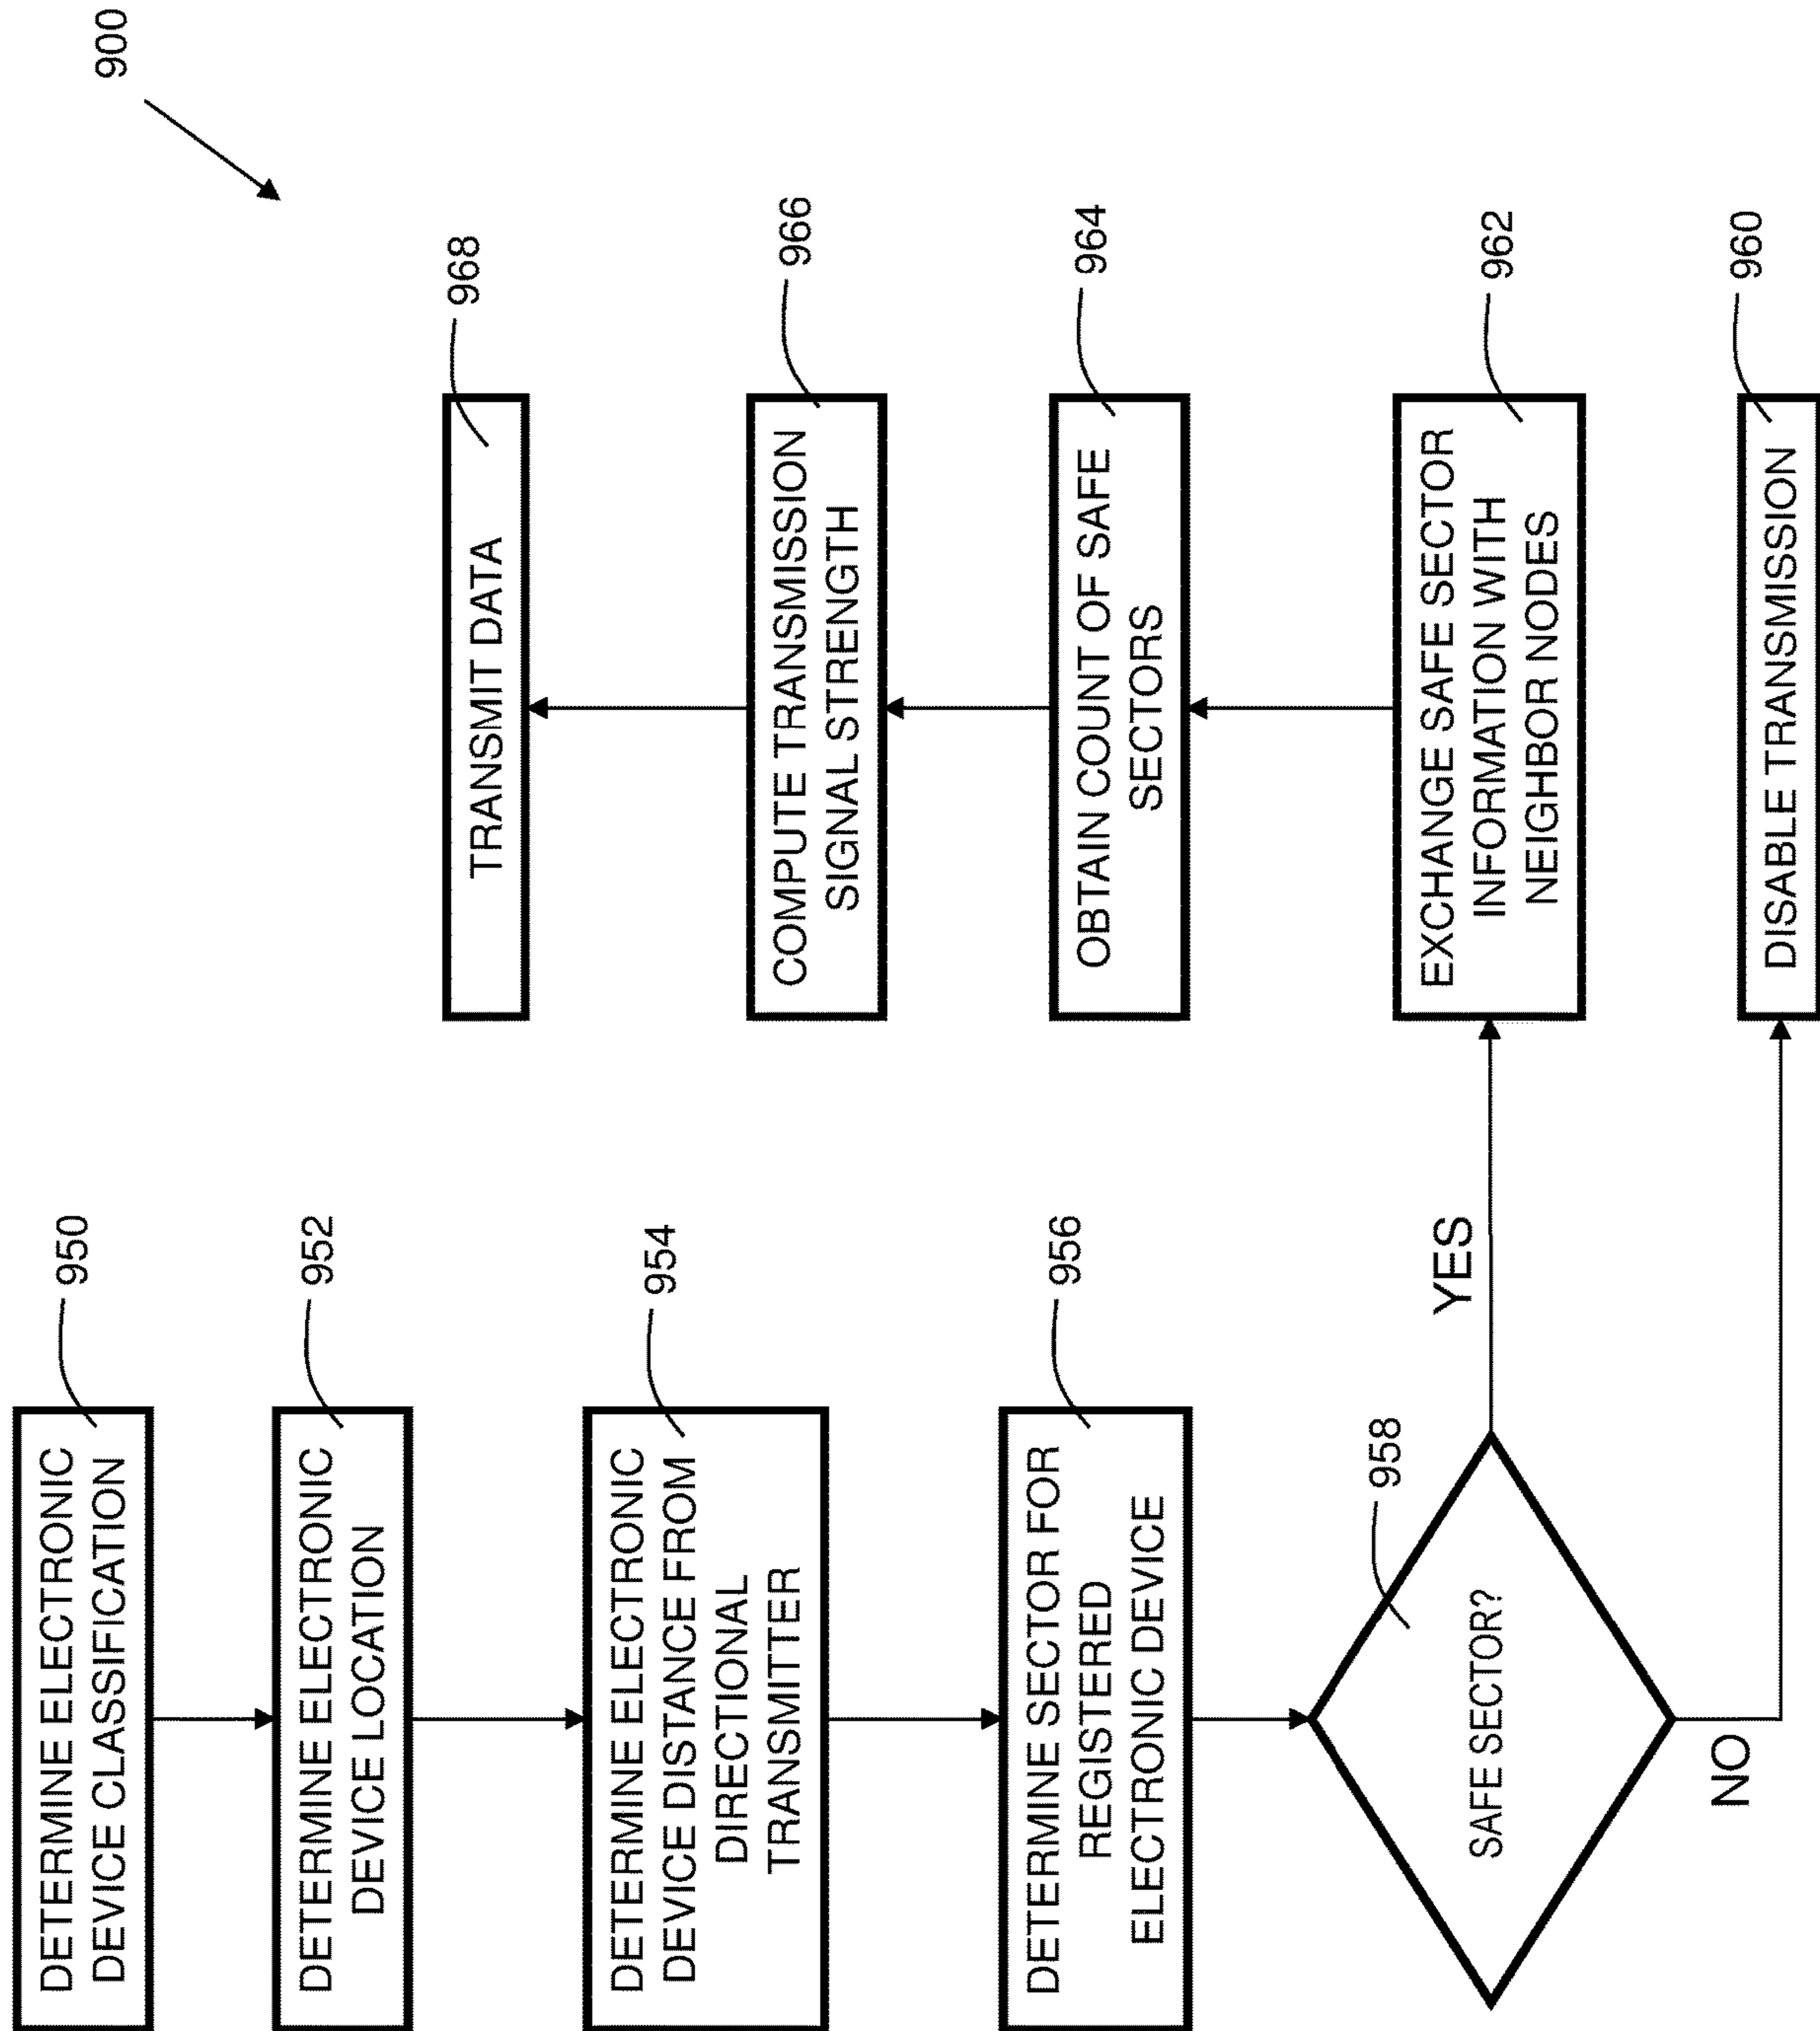 900
DETERMINE ELECTRONIC
DEVICE CLASSIFICATION
950
DETERMINE ELECTRONIC
DEVICE LOCATION
952
DETERMINE ELECTRONIC
DEVICE DISTANCE FROM
DIRECTIONAL
TRANSMITTER
954
DETERMINE SECTOR FOR
REGISTERED
ELECTRONIC DEVICE
956
SAFE SECTOR?
958
YES
NO
DISABLE TRANSMISSION
960
EXCHANGE SAFE SECTOR
INFORMATION WITH
NEIGHBOR NODES
962
OBTAIN COUNT OF SAFE
SECTORS
964
COMPUTE TRANSMISSION
SIGNAL STRENGTH
966
TRANSMIT DATA
968